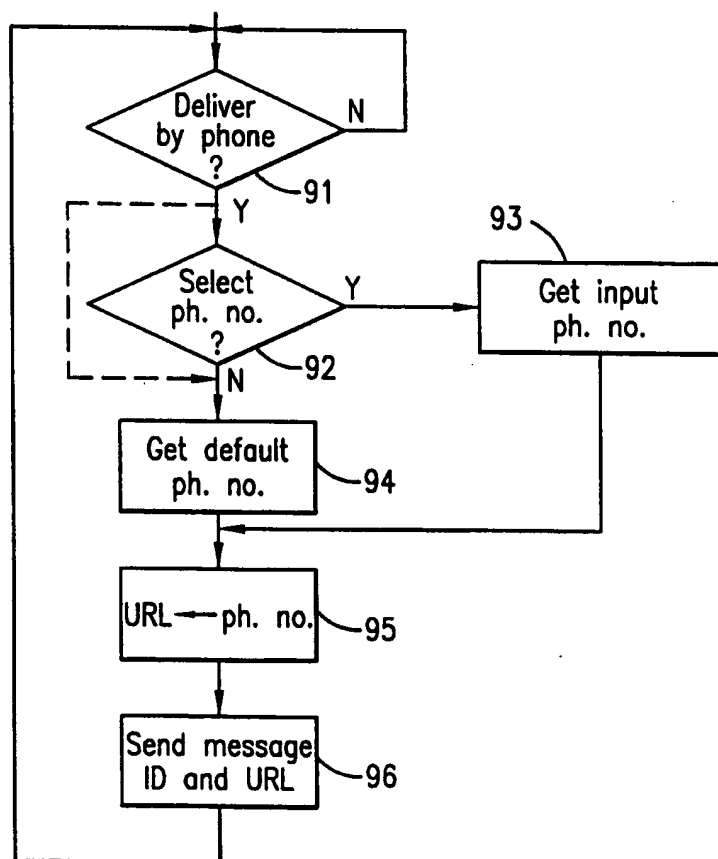 Deliver
by phone
?
N
91
Y
93
Select
ph. no.
?
Y
92
N
Get input
ph. no.
Get default
ph. no.
94
URL ← ph. no.
95
Send message
ID and URL
96